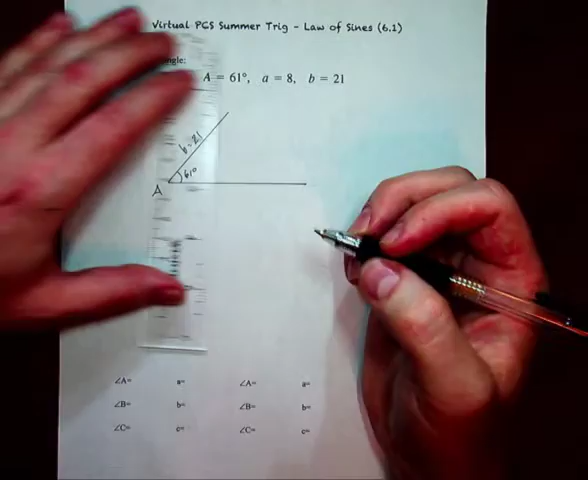 Virtual PCS Summer Trig - Law of Sines (6.1)
A = 61°, a = 8, b = 21
b = 21
61°
A
∠A= a= ∠A= a=
∠B= b= ∠B= b=
∠C= c= ∠C= c=